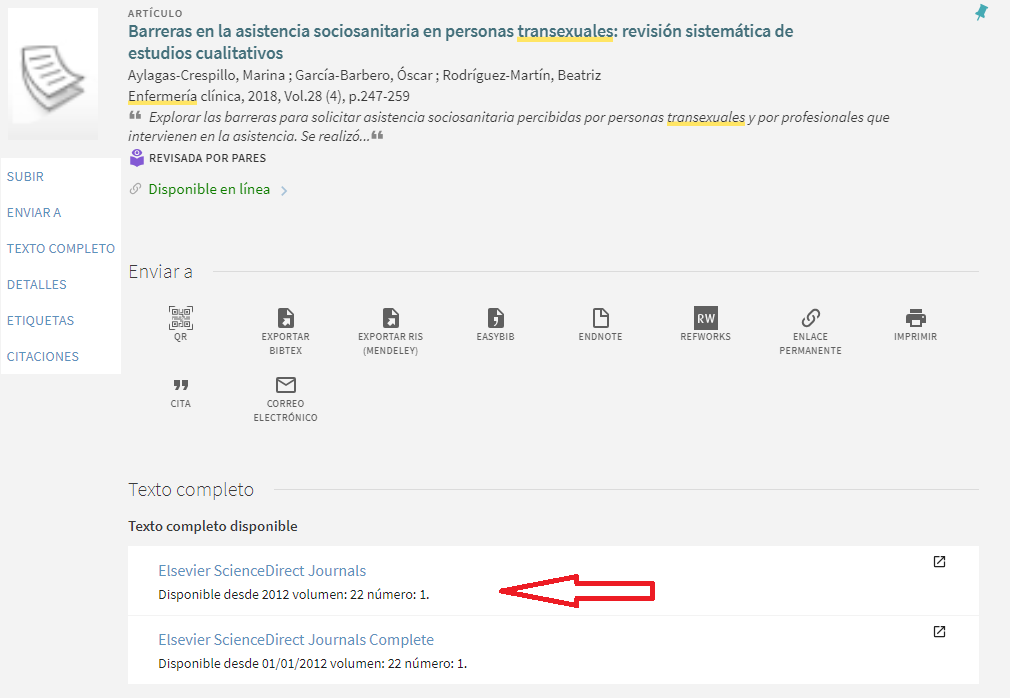 ARTÍCULO
Barreras en la asistencia sociosanitaria en personas transexuales: revisión sistemática de
estudios cualitativos
Aylagas-Crespillo, Marina ; García-Barbero, Óscar ; Rodríguez-Martín, Beatriz
Enfermería clínica, 2018, Vol.28 (4), p.247-259
❝ Explorar las barreras para solicitar asistencia sociosanitaria percibidas por personas transexuales y por profesionales que
intervienen en la asistencia. Se realizó...❝
REVISADA POR PARES
Disponible en línea
SUBIR
ENVIAR A
TEXTO COMPLETO
DETALLES
ETIQUETAS
CITACIONES
Enviar a
QR
EXPORTAR
BIBTEX
EXPORTAR RIS
(MENDELEY)
EASYBIB
ENDNOTE
RW
REFWORKS
ENLACE
PERMANENTE
IMPRIMIR
CITA
CORREO
ELECTRÓNICO
Texto completo
Texto completo disponible
Elsevier ScienceDirect Journals
Disponible desde 2012 volumen: 22 número: 1.
Elsevier ScienceDirect Journals Complete
Disponible desde 01/01/2012 volumen: 22 número: 1.